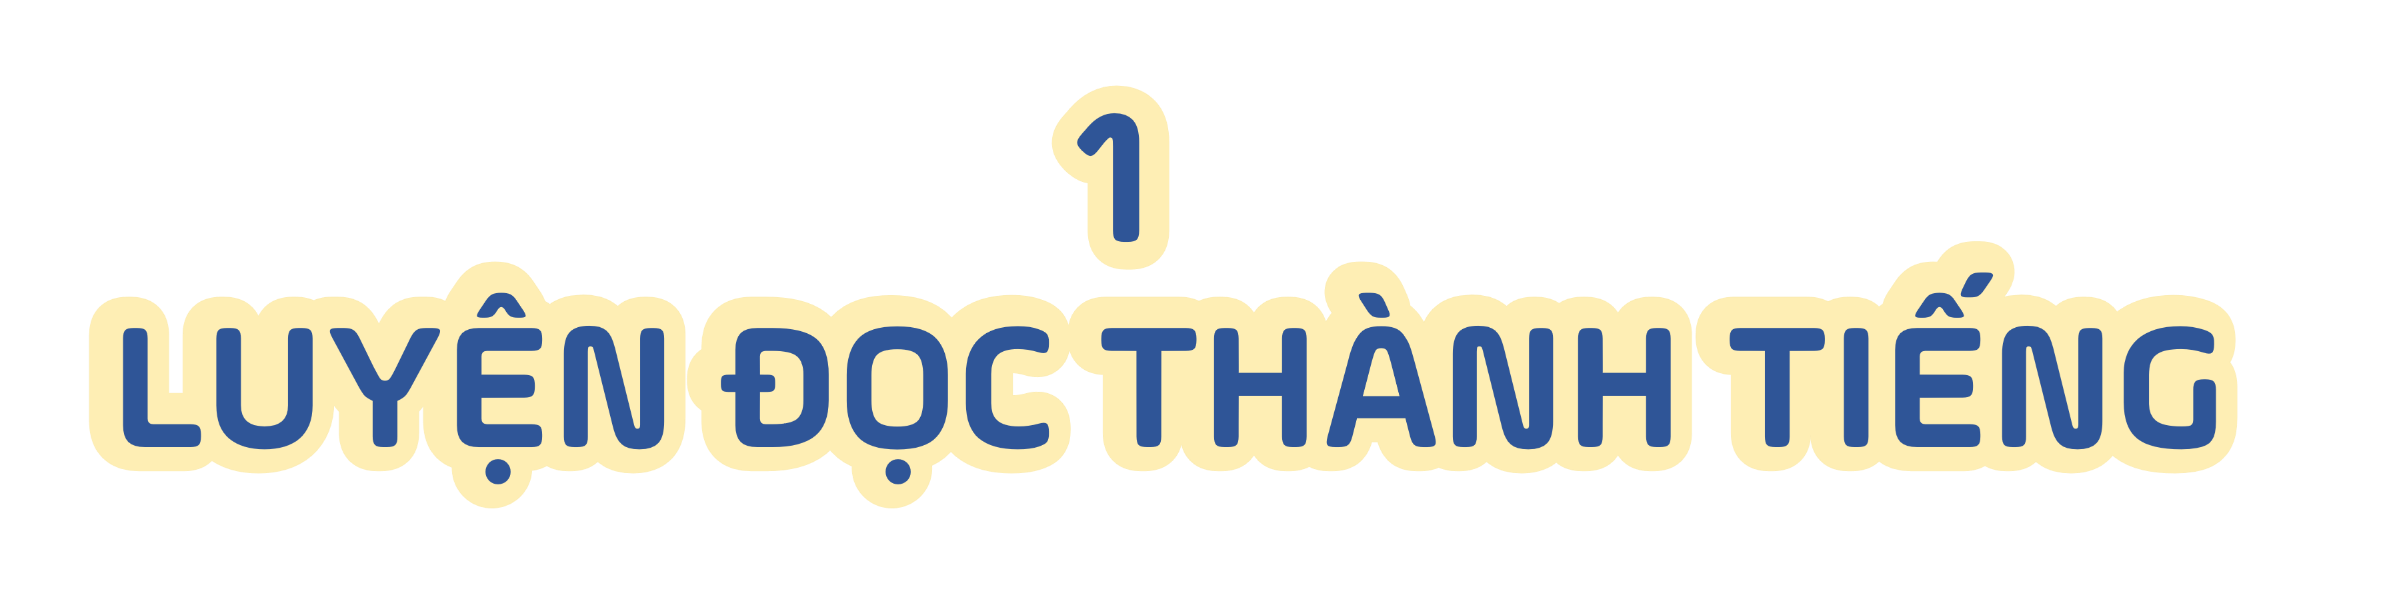 1
LUYỆN ĐỌC THÀNH TIẾNG